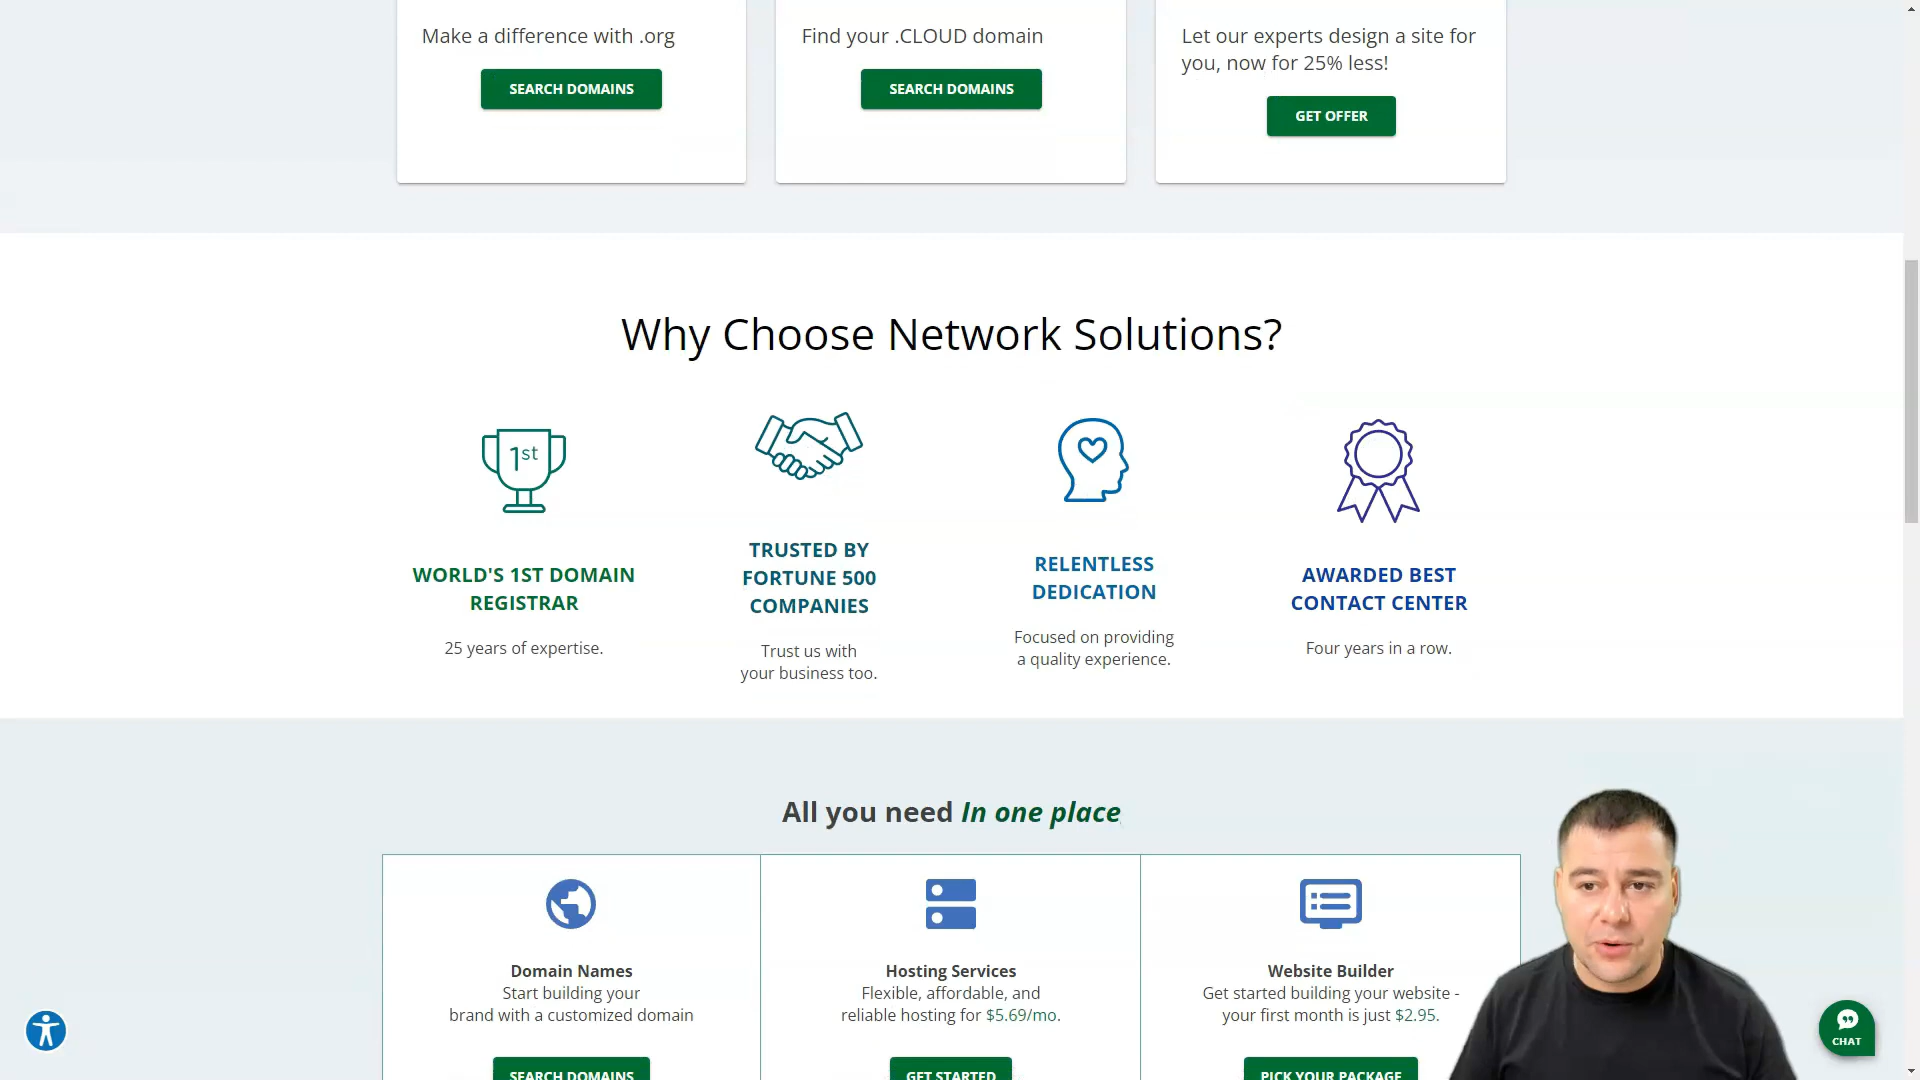 Make a difference with .org
SEARCH DOMAINS
Find your .CLOUD domain
SEARCH DOMAINS
Let our experts design a site for
you, now for 25% less!
GET OFFER
Why Choose Network Solutions?
1st
WORLD'S 1ST DOMAIN
REGISTRAR
25 years of expertise.
TRUSTED BY
FORTUNE 500
COMPANIES
Trust us with
your business too.
RELENTLESS
DEDICATION
Focused on providing
a quality experience.
AWARDED BEST
CONTACT CENTER
Four years in a row.
All you need In one place
Domain Names
Start building your
brand with a customized domain
SEARCH DOMAINS
Hosting Services
Flexible, affordable, and
reliable hosting for $5.69/mo.
GET STARTED
Website Builder
Get started building your website -
your first month is just $2.95.
PICK YOUR PACKAGE
CHAT